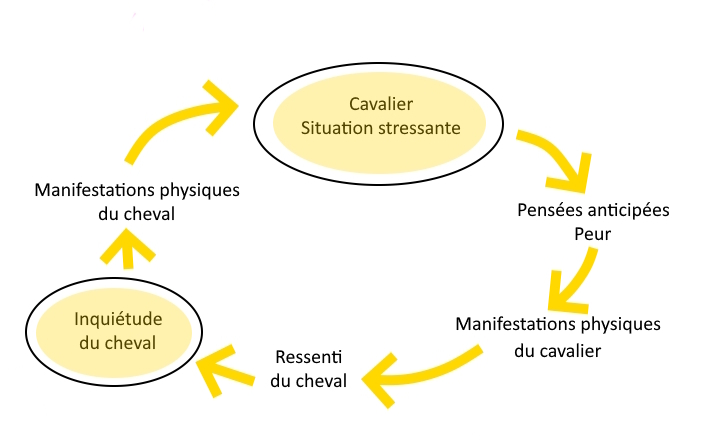 Cavalier
Situation stressante
Pensées anticipées
Peur
Manifestations physiques
du cavalier
Ressenti
du cheval
Inquiétude
du cheval
Manifestations physiques
du cheval